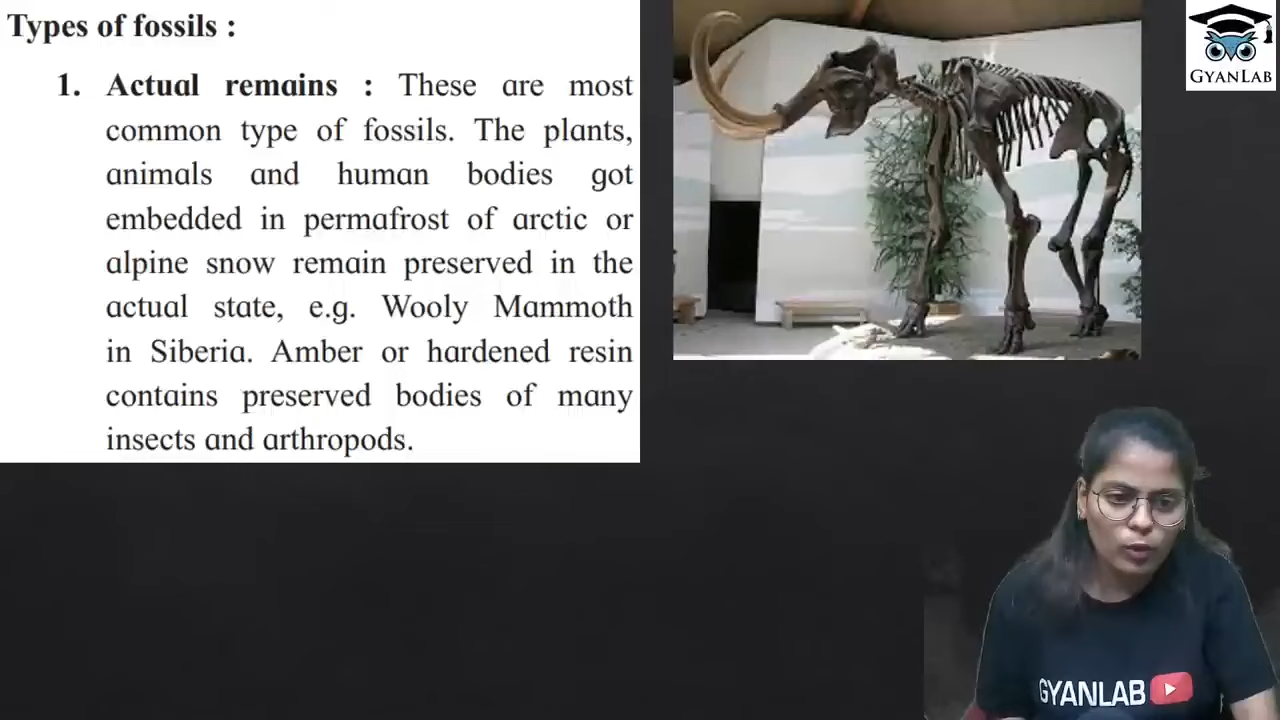 Types of fossils :
1. Actual remains : These are most
common type of fossils. The plants,
animals and human bodies got
embedded in permafrost of arctic or
alpine snow remain preserved in the
actual state, e.g. Wooly Mammoth
in Siberia. Amber or hardened resin
contains preserved bodies of many
insects and arthropods.
GYANLAB
GYANLAB